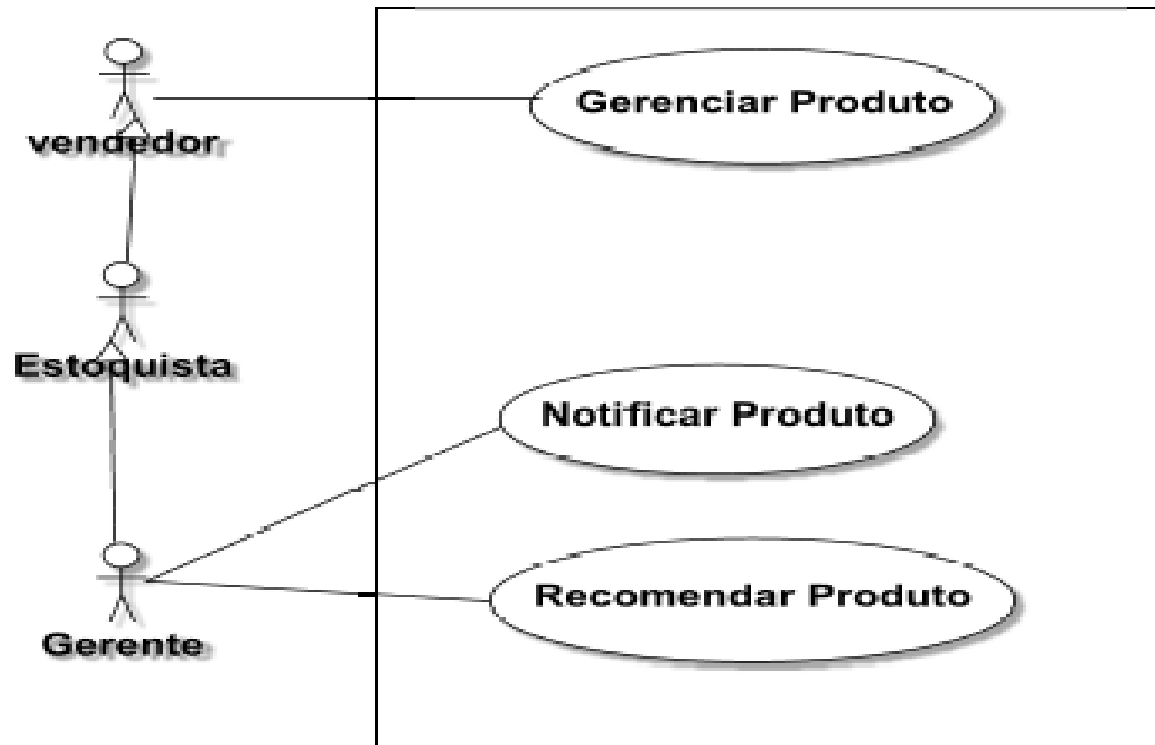 vendedor
Gerenciar Produto
Estoquista
Notificar Produto
Recomendar Produto
Gerente